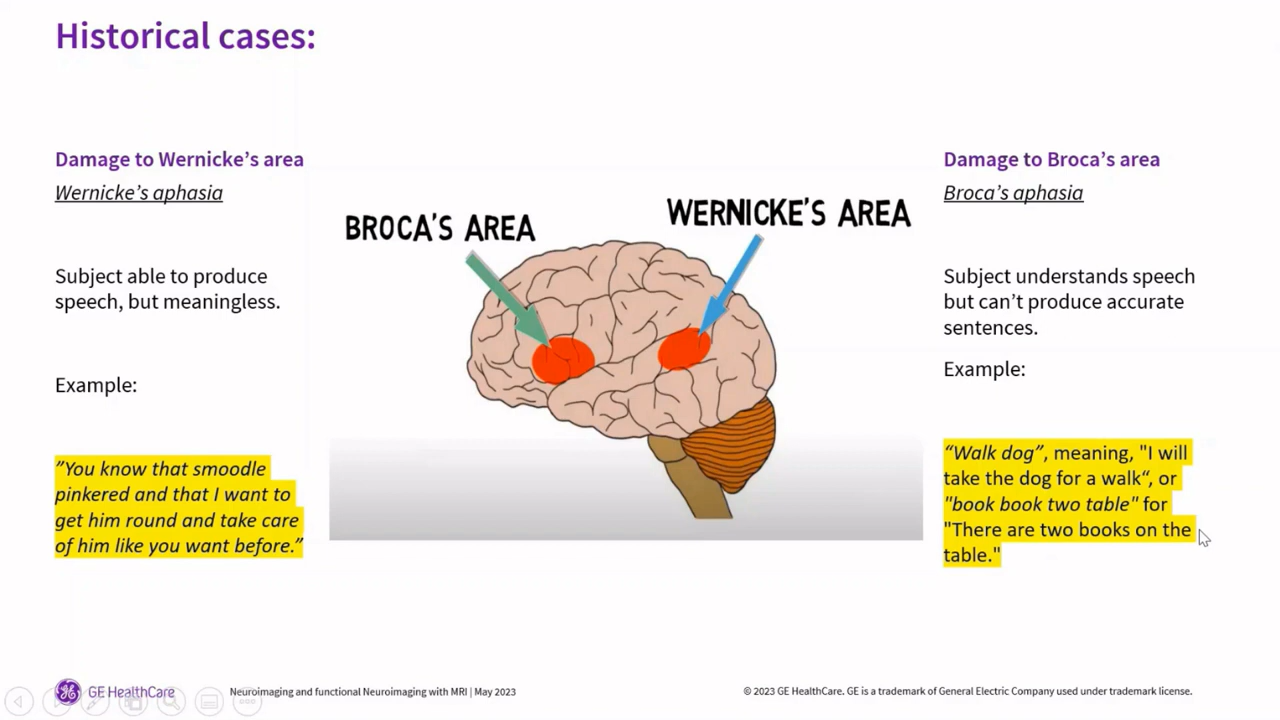 Historical cases:
Damage to Wernicke's area
Wernicke's aphasia
Subject able to produce
speech, but meaningless.
Example:
"You know that smoodle
pinkered and that I want to
get him round and take care
of him like you want before."
BROCA'S AREA
WERNICKE'S AREA
Damage to Broca's area
Broca's aphasia
Subject understands speech
but can't produce accurate
sentences.
Example:
"Walk dog", meaning, "I will
take the dog for a walk", or
"book book two table" for
"There are two books on the
table."
GE HealthCare
Neuroimaging and functional Neuroimaging with MRI | May 2023
© 2023 GE HealthCare. GE is a trademark of General Electric Company used under trademark license.